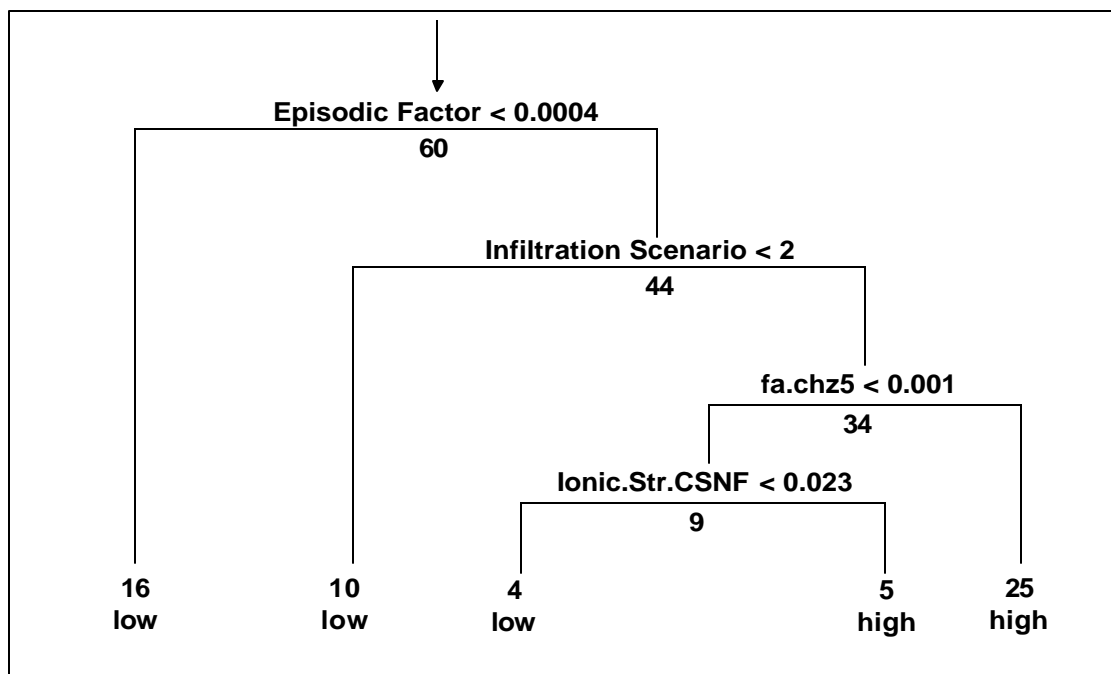 Episodic Factor < 0.0004
60
Infiltration Scenario < 2
44
fa.chz5 < 0.001
34
Ionic.Str.CSNF < 0.023
9
16
low
10
low
4
low
5
high
25
high